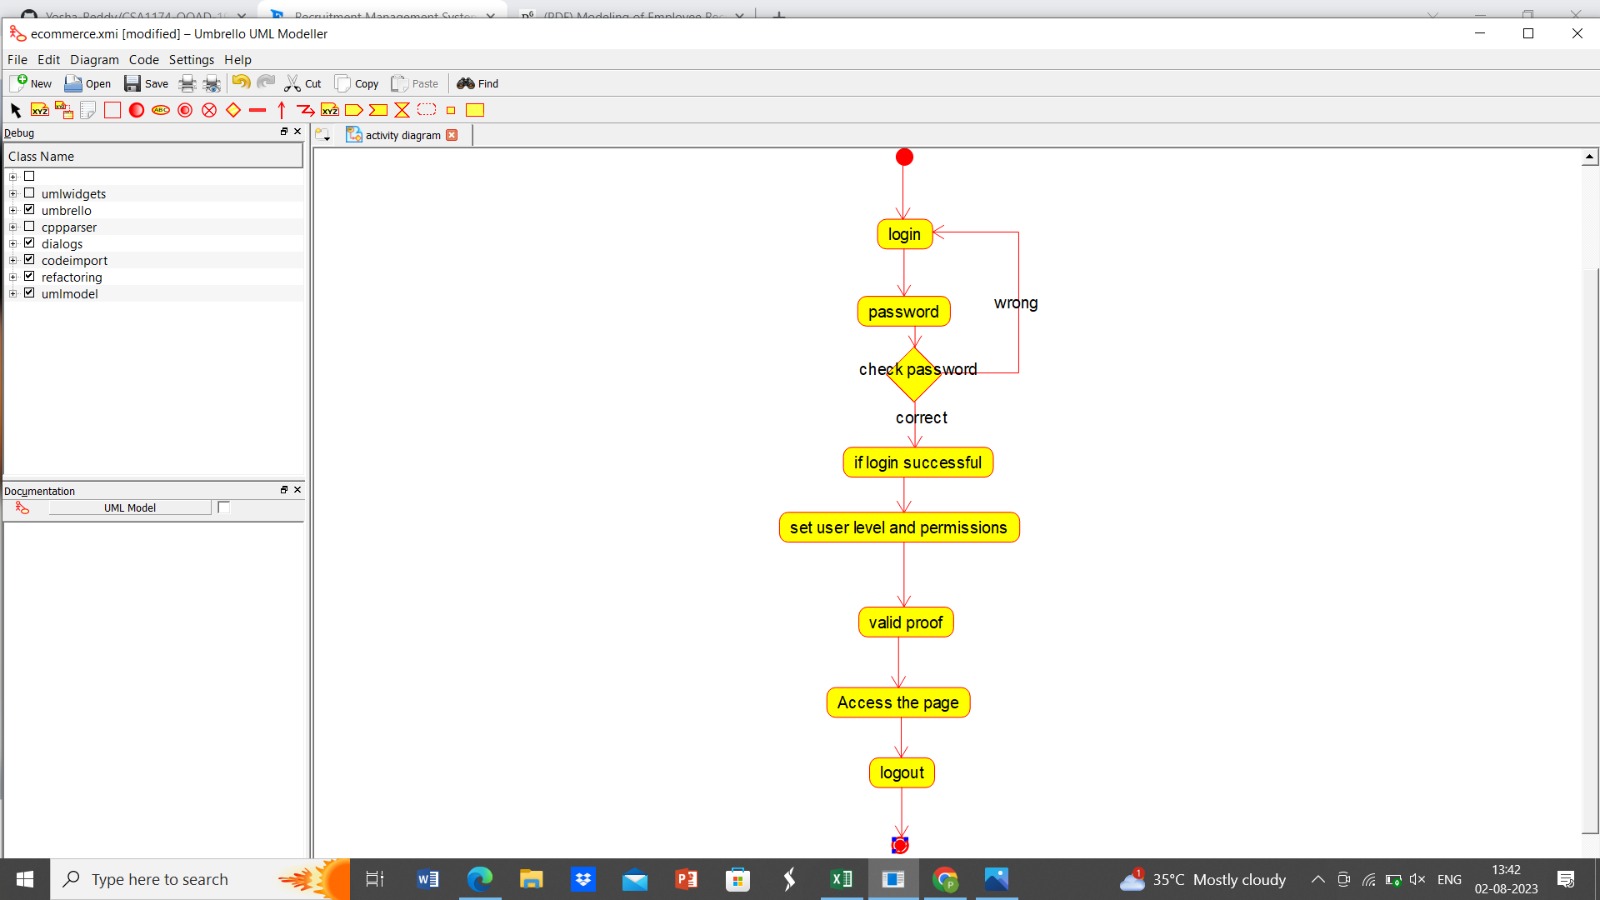 Yosha-Reddy/CSA1174-OOAD
Recruitment Management System
(PDF) Modeling of Employee Rec
ecommerce.xmi [modified] – Umbrello UML Modeller
File Edit Diagram Code Settings Help
New Open Save Cut Copy Paste Find
Debug
activity diagram
Class Name
umlwidgets
umbrello
cppparser
dialogs
codeimport
refactoring
umlmodel
Documentation
UML Model
login
wrong
password
check password
correct
if login successful
set user level and permissions
valid proof
Access the page
logout
Type here to search
35°C Mostly cloudy
ENG
13:42
02-08-2023